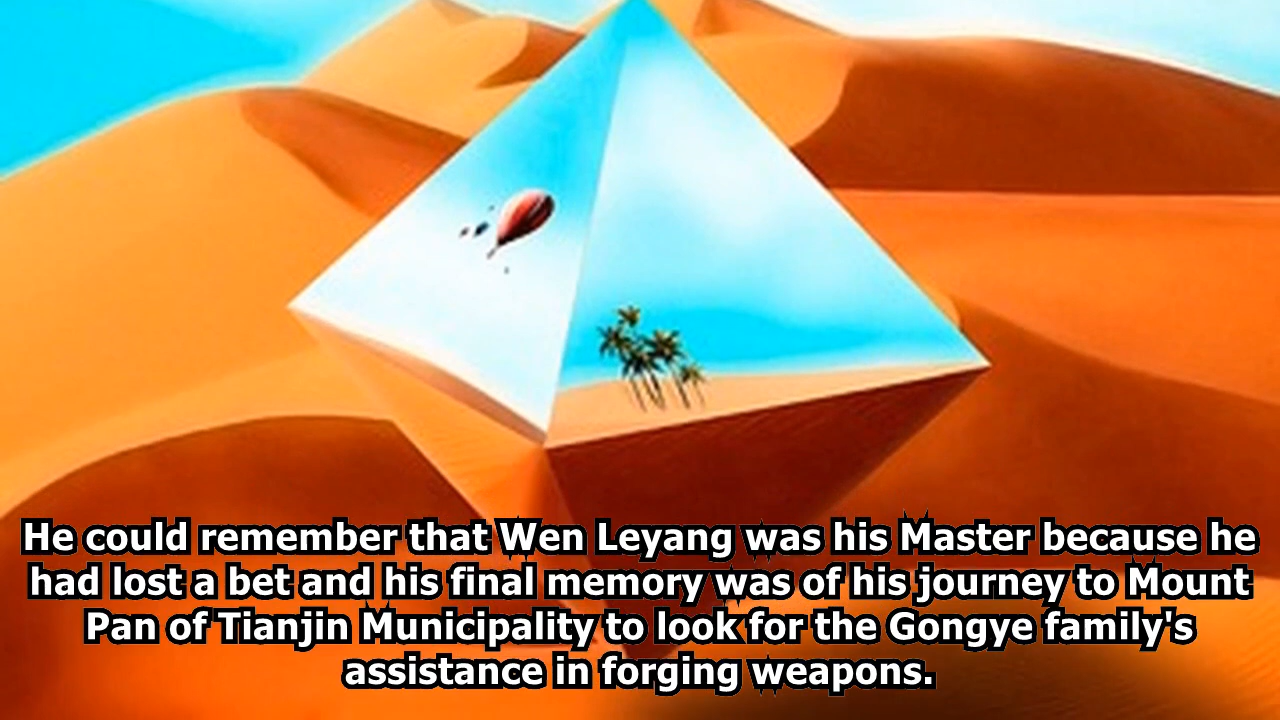 He could remember that Wen Leyang was his Master because he
had lost a bet and his final memory was of his journey to Mount
Pan of Tianjin Municipality to look for the Gongye family's
assistance in forging weapons.